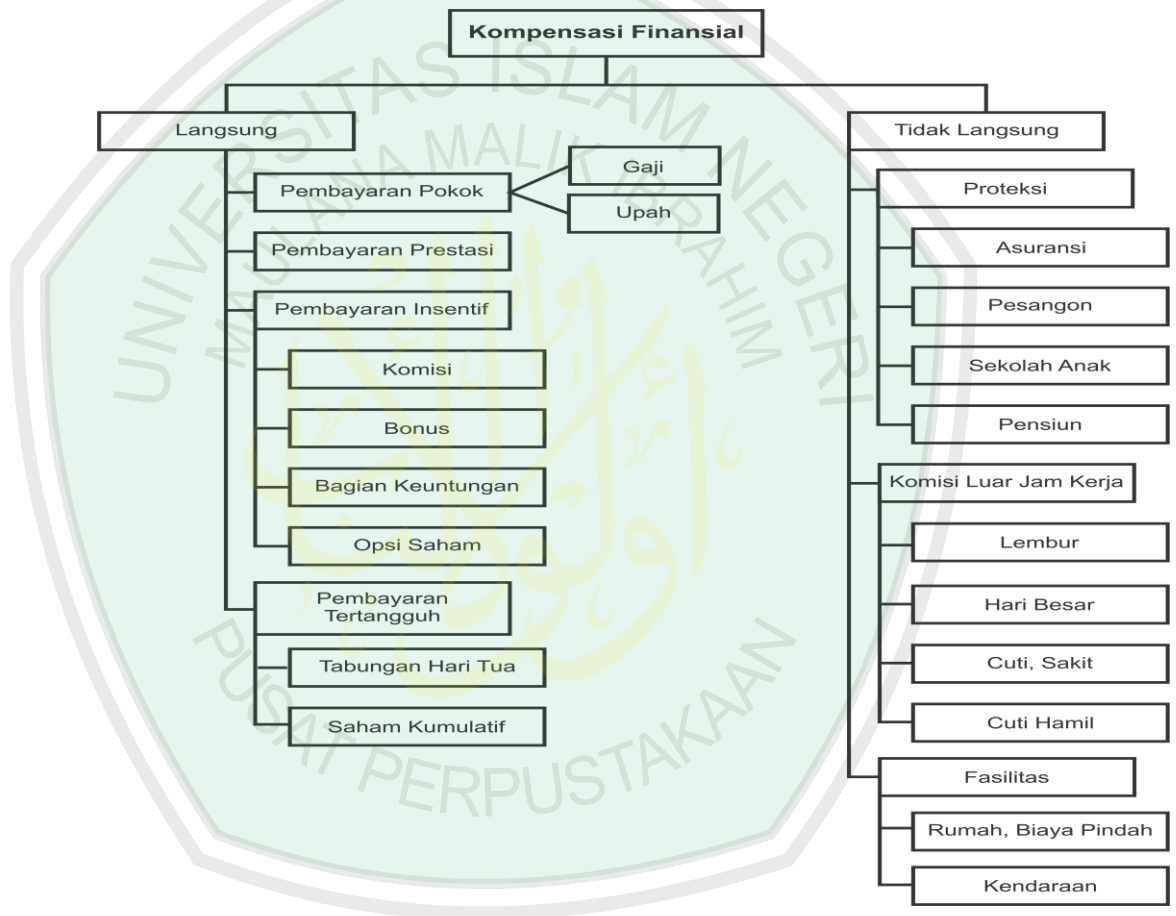 Kompensasi Finansial
Langsung
Pembayaran Pokok
Gaji
Upah
Pembayaran Prestasi
Pembayaran Insentif
Komisi
Bonus
Bagian Keuntungan
Opsi Saham
Pembayaran
Tertangguh
Tabungan Hari Tua
Saham Kumulatif
Tidak Langsung
Proteksi
Asuransi
Pesangon
Sekolah Anak
Pensiun
Komisi Luar Jam Kerja
Lembur
Hari Besar
Cuti, Sakit
Cuti Hamil
Fasilitas
Rumah, Biaya Pindah
Kendaraan
UNIVERSITAS ISLAM NEGERI
MAULANA MALIK IBRAHIM
PUSAT PERPUSTAKAAN